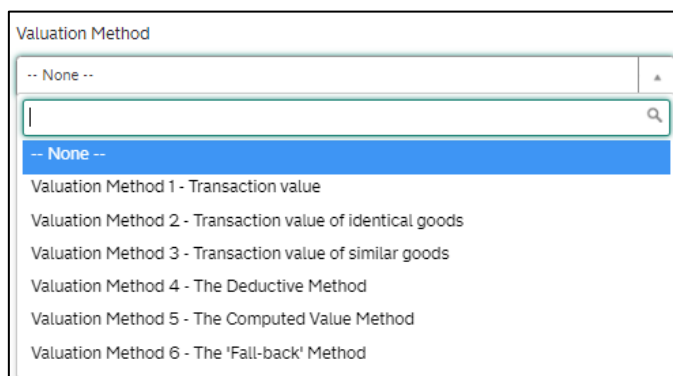 Valuation Method
-- None --
-- None --
Valuation Method 1 - Transaction value
Valuation Method 2 - Transaction value of identical goods
Valuation Method 3 - Transaction value of similar goods
Valuation Method 4 - The Deductive Method
Valuation Method 5 - The Computed Value Method
Valuation Method 6 - The 'Fall-back' Method